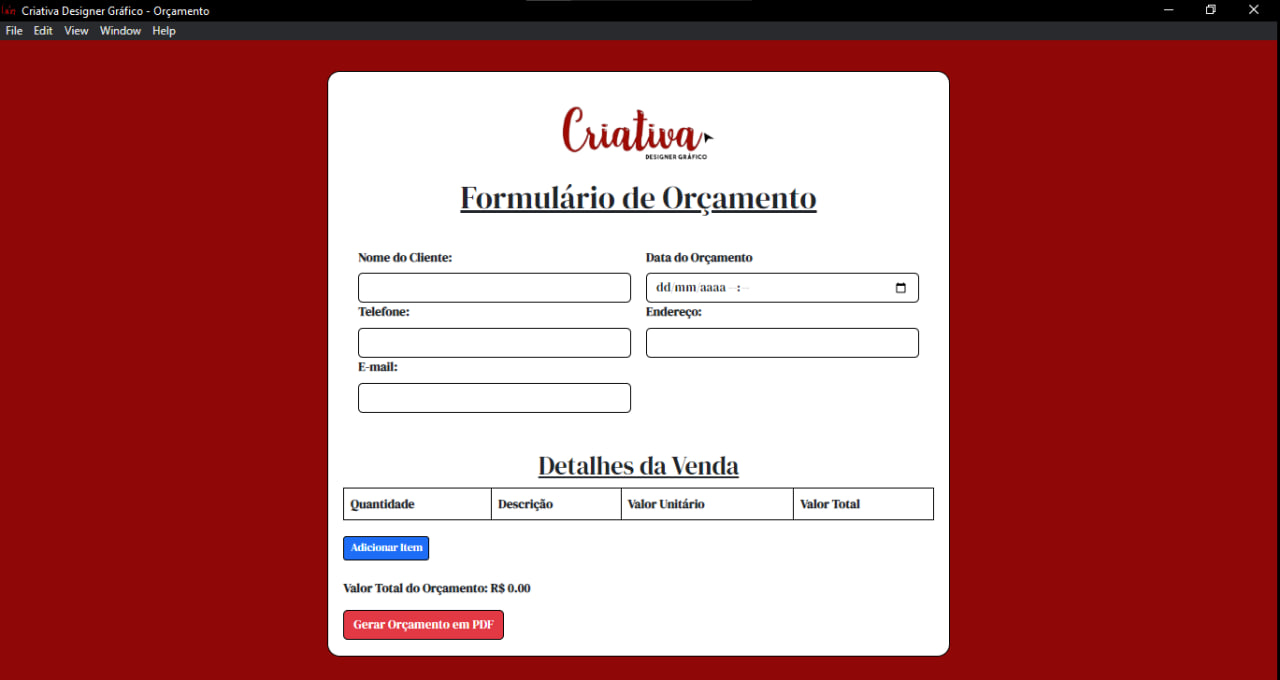 Criativa Designer Gráfico - Orçamento
File Edit View Window Help
Criativa
DESIGNER GRÁFICO
Formulário de Orçamento
Nome do Cliente: Data do Orçamento
dd/mm/aaaa --:--
Telefone: Endereço:
E-mail:
Detalhes da Venda
Quantidade Descrição Valor Unitário Valor Total
Adicionar Item
Valor Total do Orçamento: R$ 0.00
Gerar Orçamento em PDF